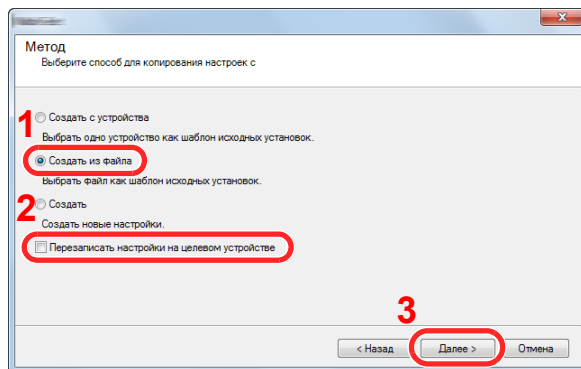 Метод
Выберите способ для копирования настроек с
1
Создать с устройства
Выбрать одно устройство как шаблон исходных установок.
Создать из файла
Выбрать файл как шаблон исходных установок.
2
Создать
Создать новые настройки.
Перезаписать настройки на целевом устройстве
3
< Назад Далее > Отмена